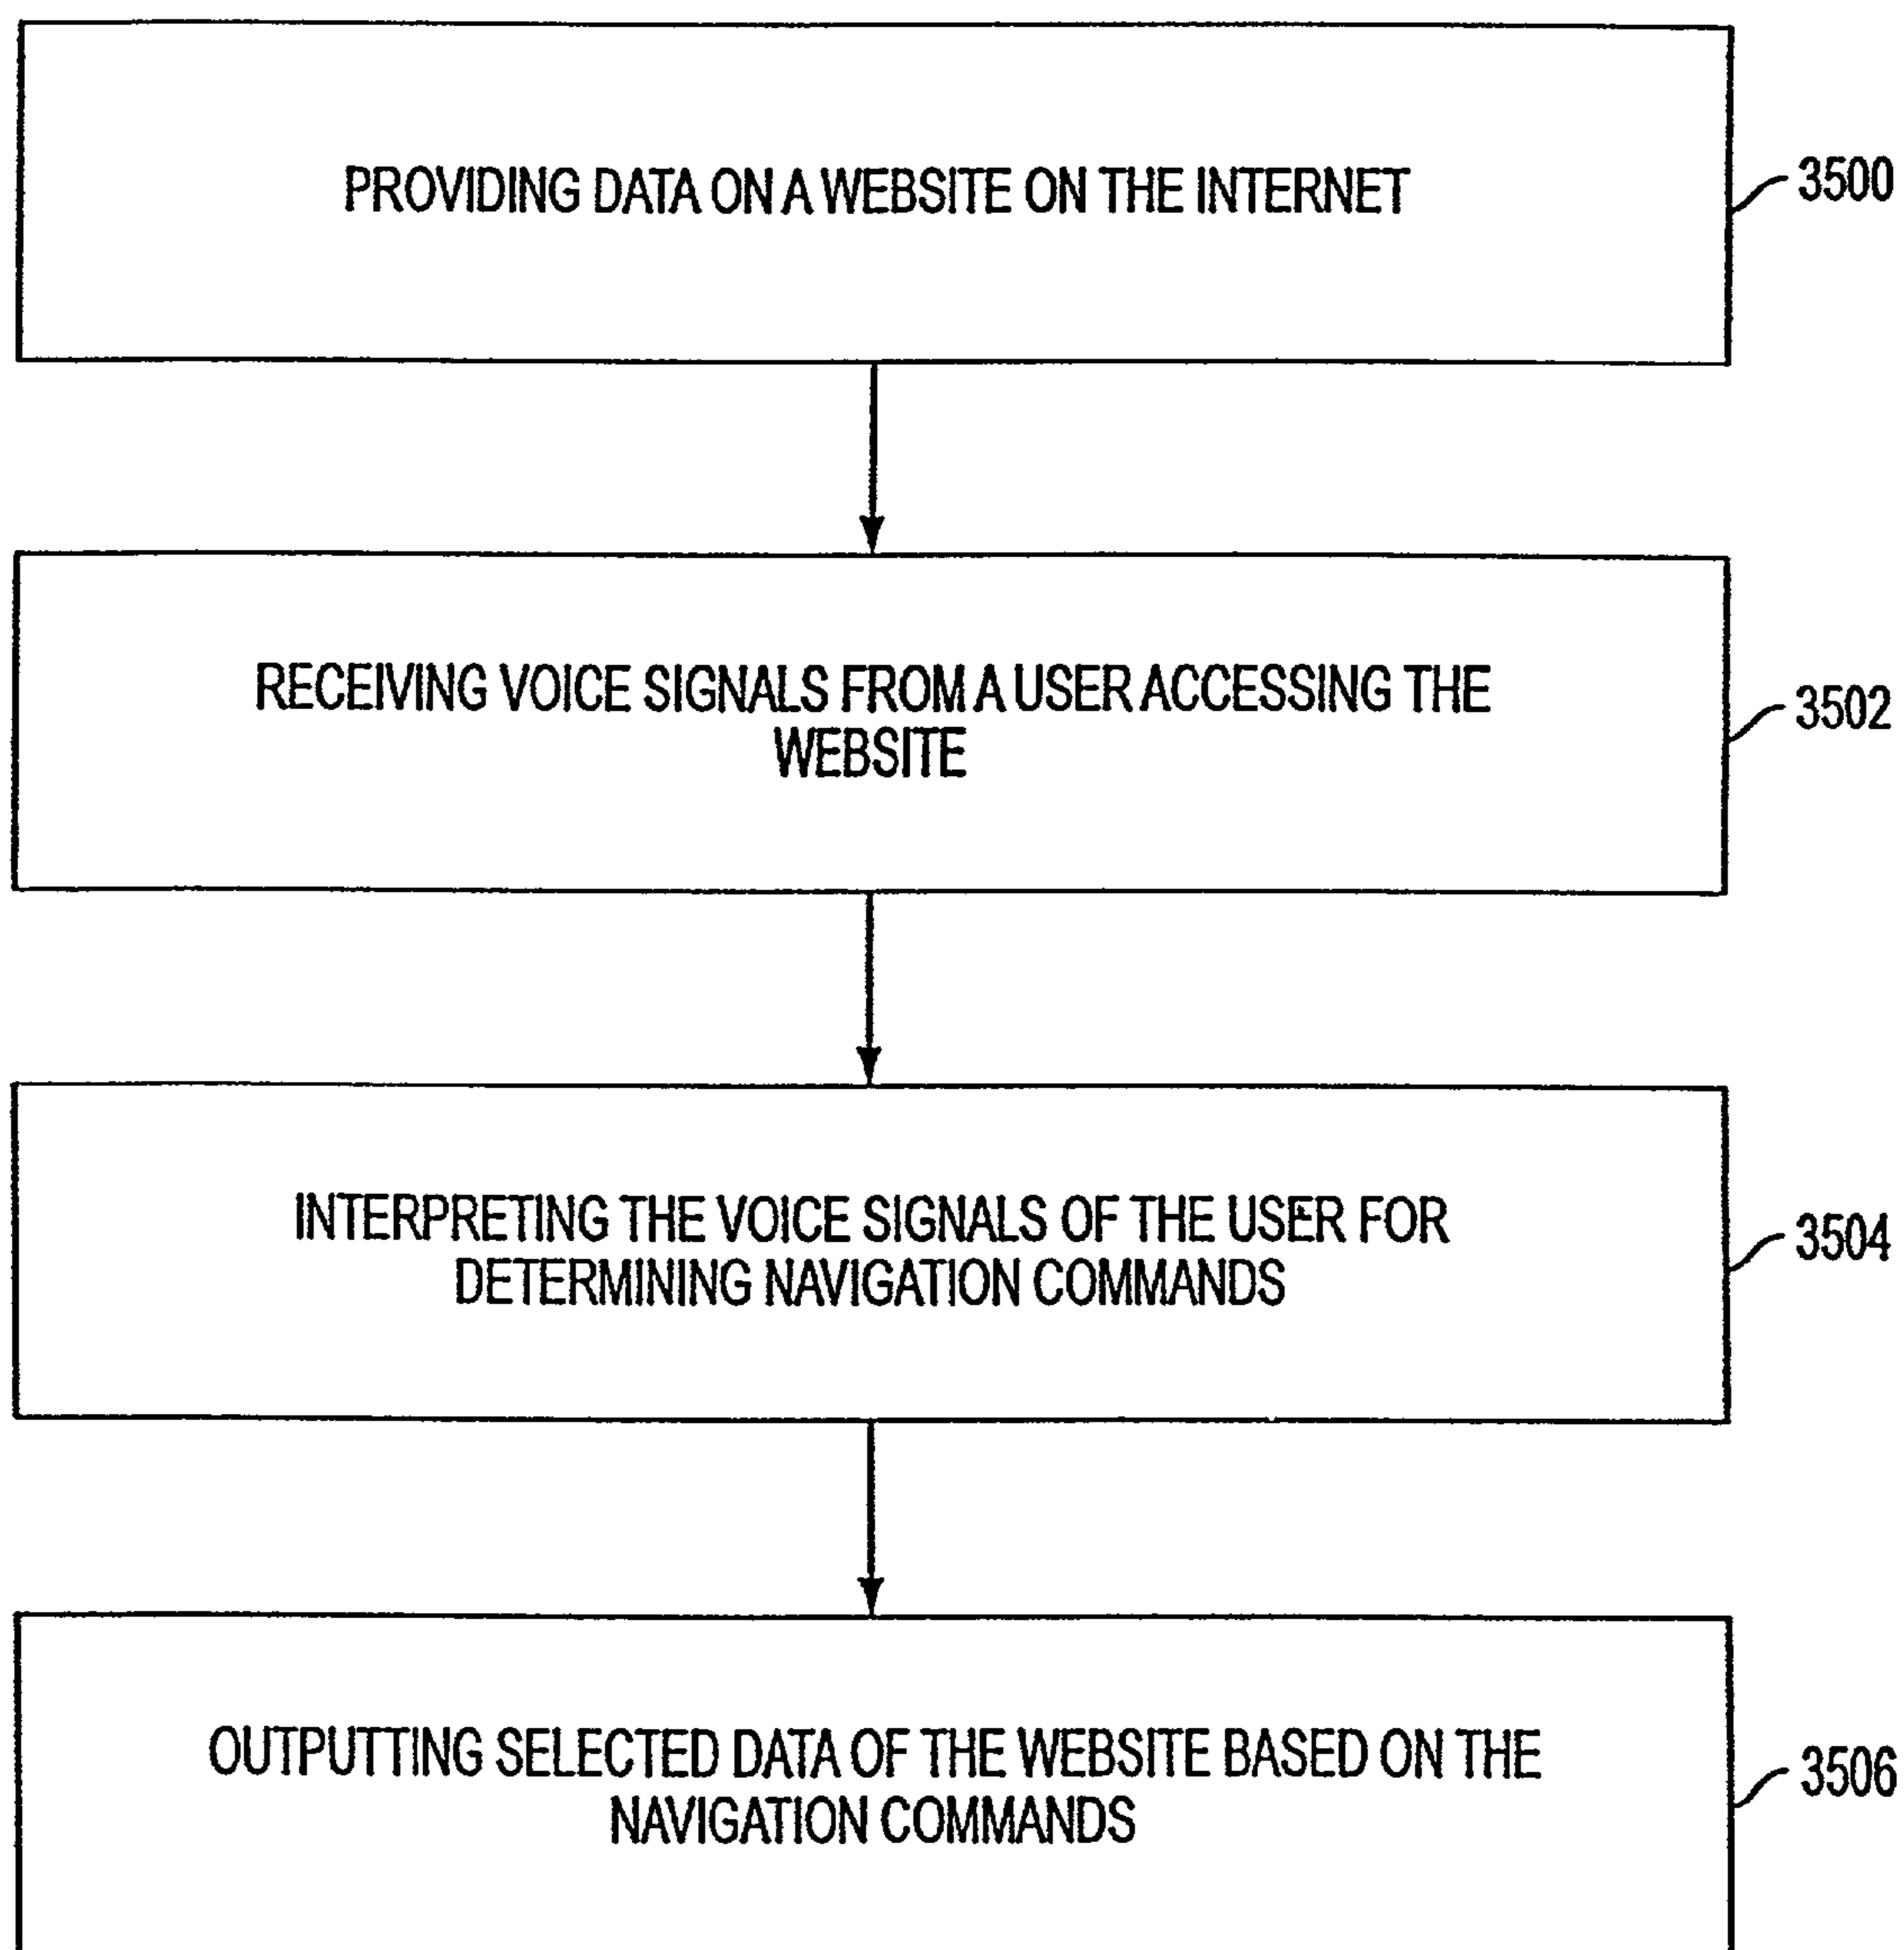 PROVIDING DATA ON A WEBSITE ON THE INTERNET
3500
RECEIVING VOICE SIGNALS FROM A USER ACCESSING THE
WEBSITE
3502
INTERPRETING THE VOICE SIGNALS OF THE USER FOR
DETERMINING NAVIGATION COMMANDS
3504
OUTPUTTING SELECTED DATA OF THE WEBSITE BASED ON THE
NAVIGATION COMMANDS
3506